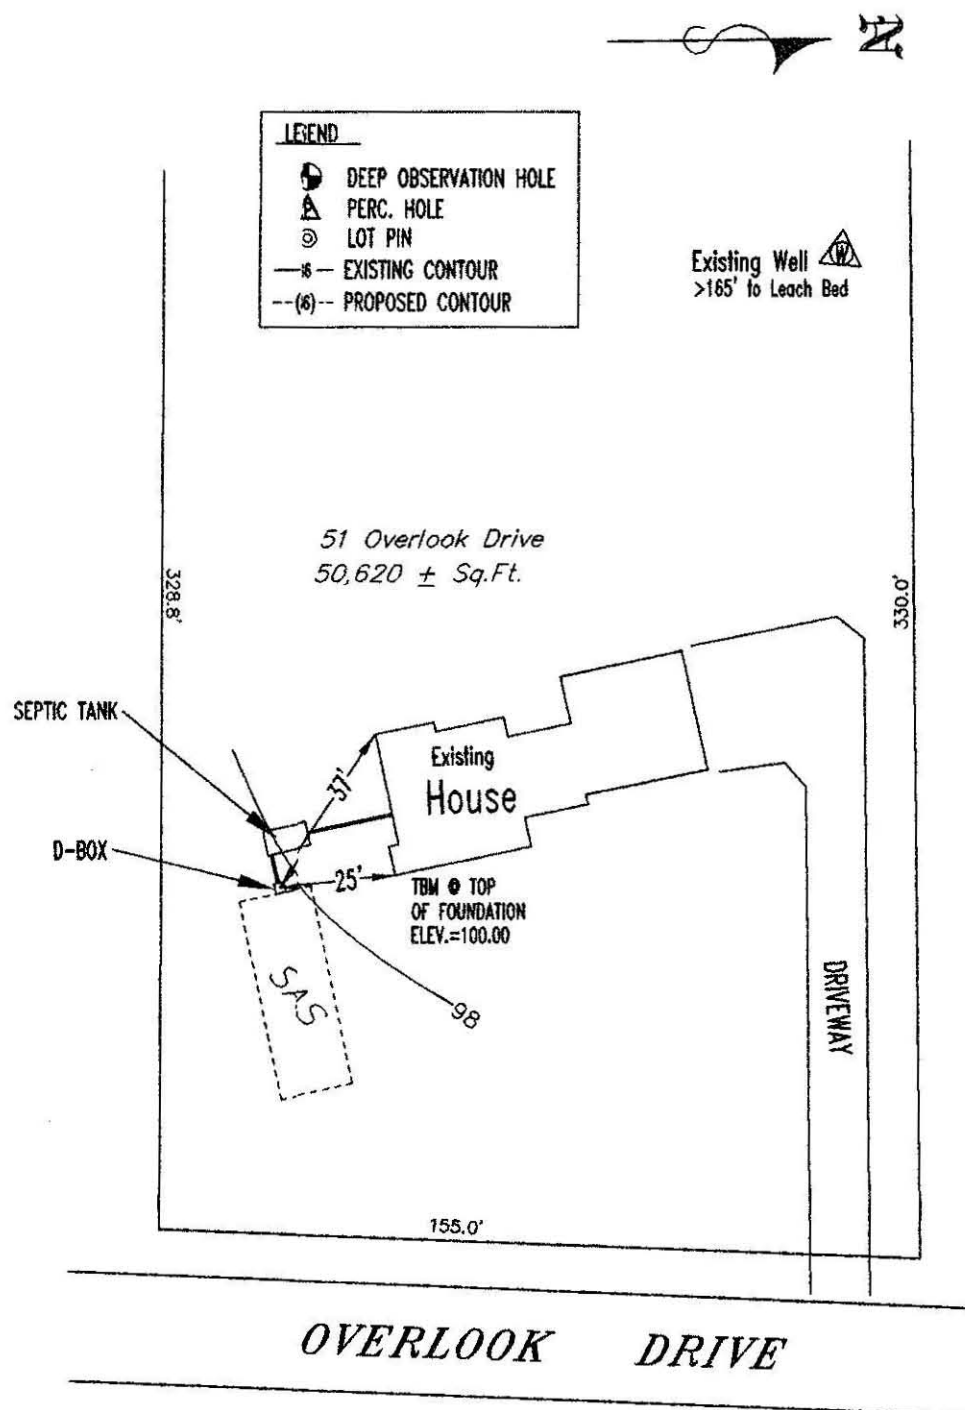 N
LEGEND
DEEP OBSERVATION HOLE
P
PERC. HOLE
LOT PIN
16 EXISTING CONTOUR
(16) PROPOSED CONTOUR
Existing Well W
>165' to Leach Bed
51 Overlook Drive
50,620 ± Sq.Ft.
328.8'
330.0'
SEPTIC TANK
D-BOX
37'
25'
Existing
House
TBM @ TOP
OF FOUNDATION
ELEV.=100.00
SAS
98
DRIVEWAY
155.0'
OVERLOOK DRIVE